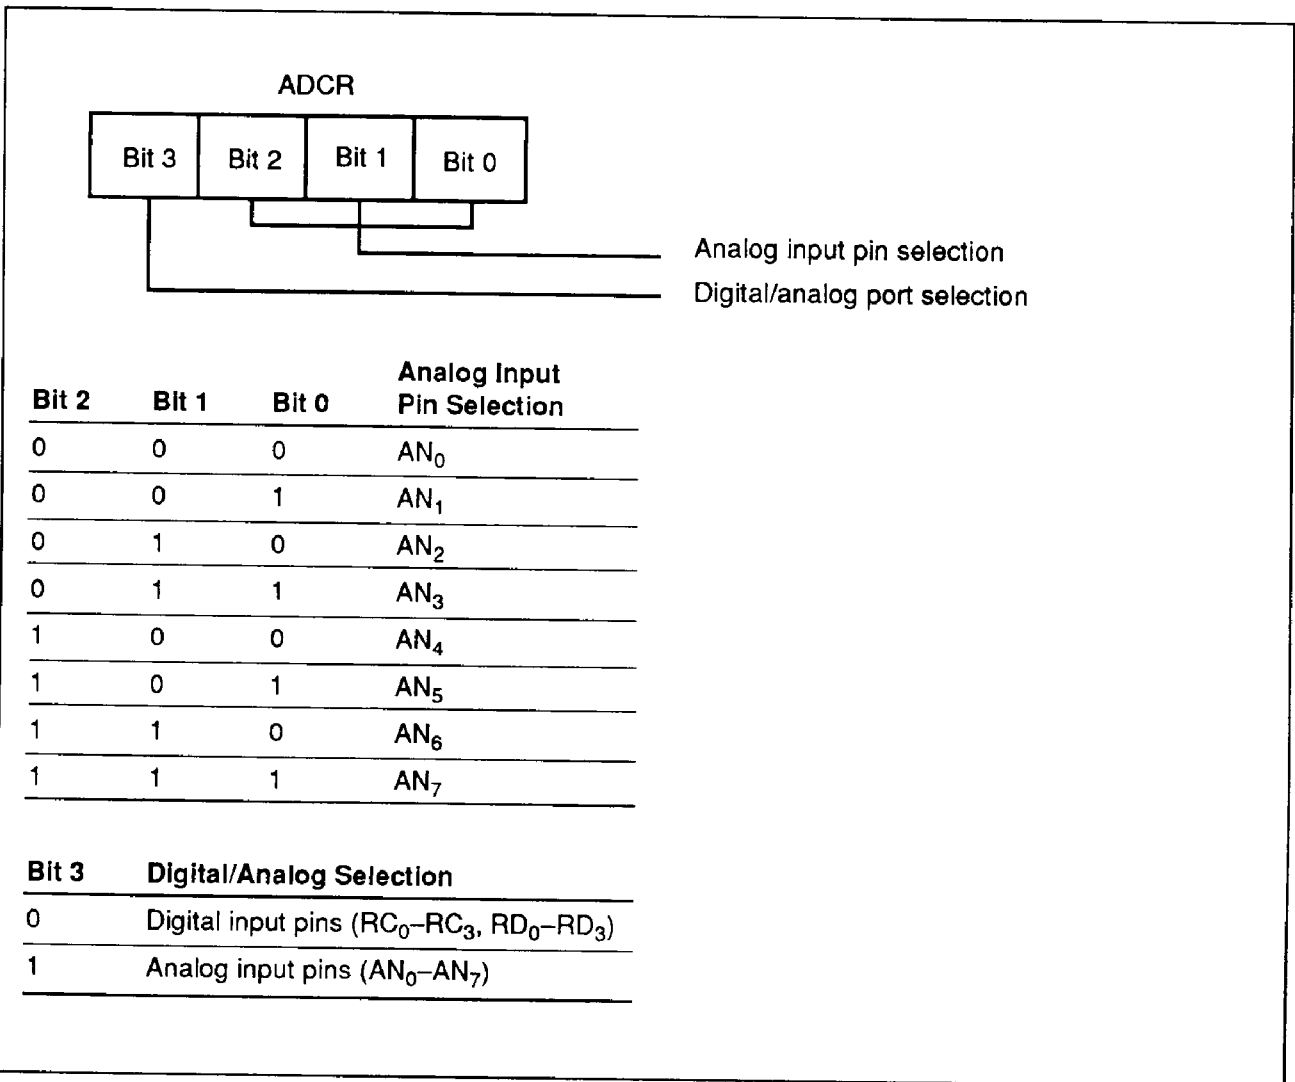 ADCR
Bit 3 Bit 2 Bit 1 Bit 0
Analog input pin selection
Digital/analog port selection
Bit 2 Bit 1 Bit 0 Analog Input Pin Selection
0 0 0 AN₀
0 0 1 AN₁
0 1 0 AN₂
0 1 1 AN₃
1 0 0 AN₄
1 0 1 AN₅
1 1 0 AN₆
1 1 1 AN₇
Bit 3 Digital/Analog Selection
0 Digital input pins (RC₀–RC₃, RD₀–RD₃)
1 Analog input pins (AN₀–AN₇)